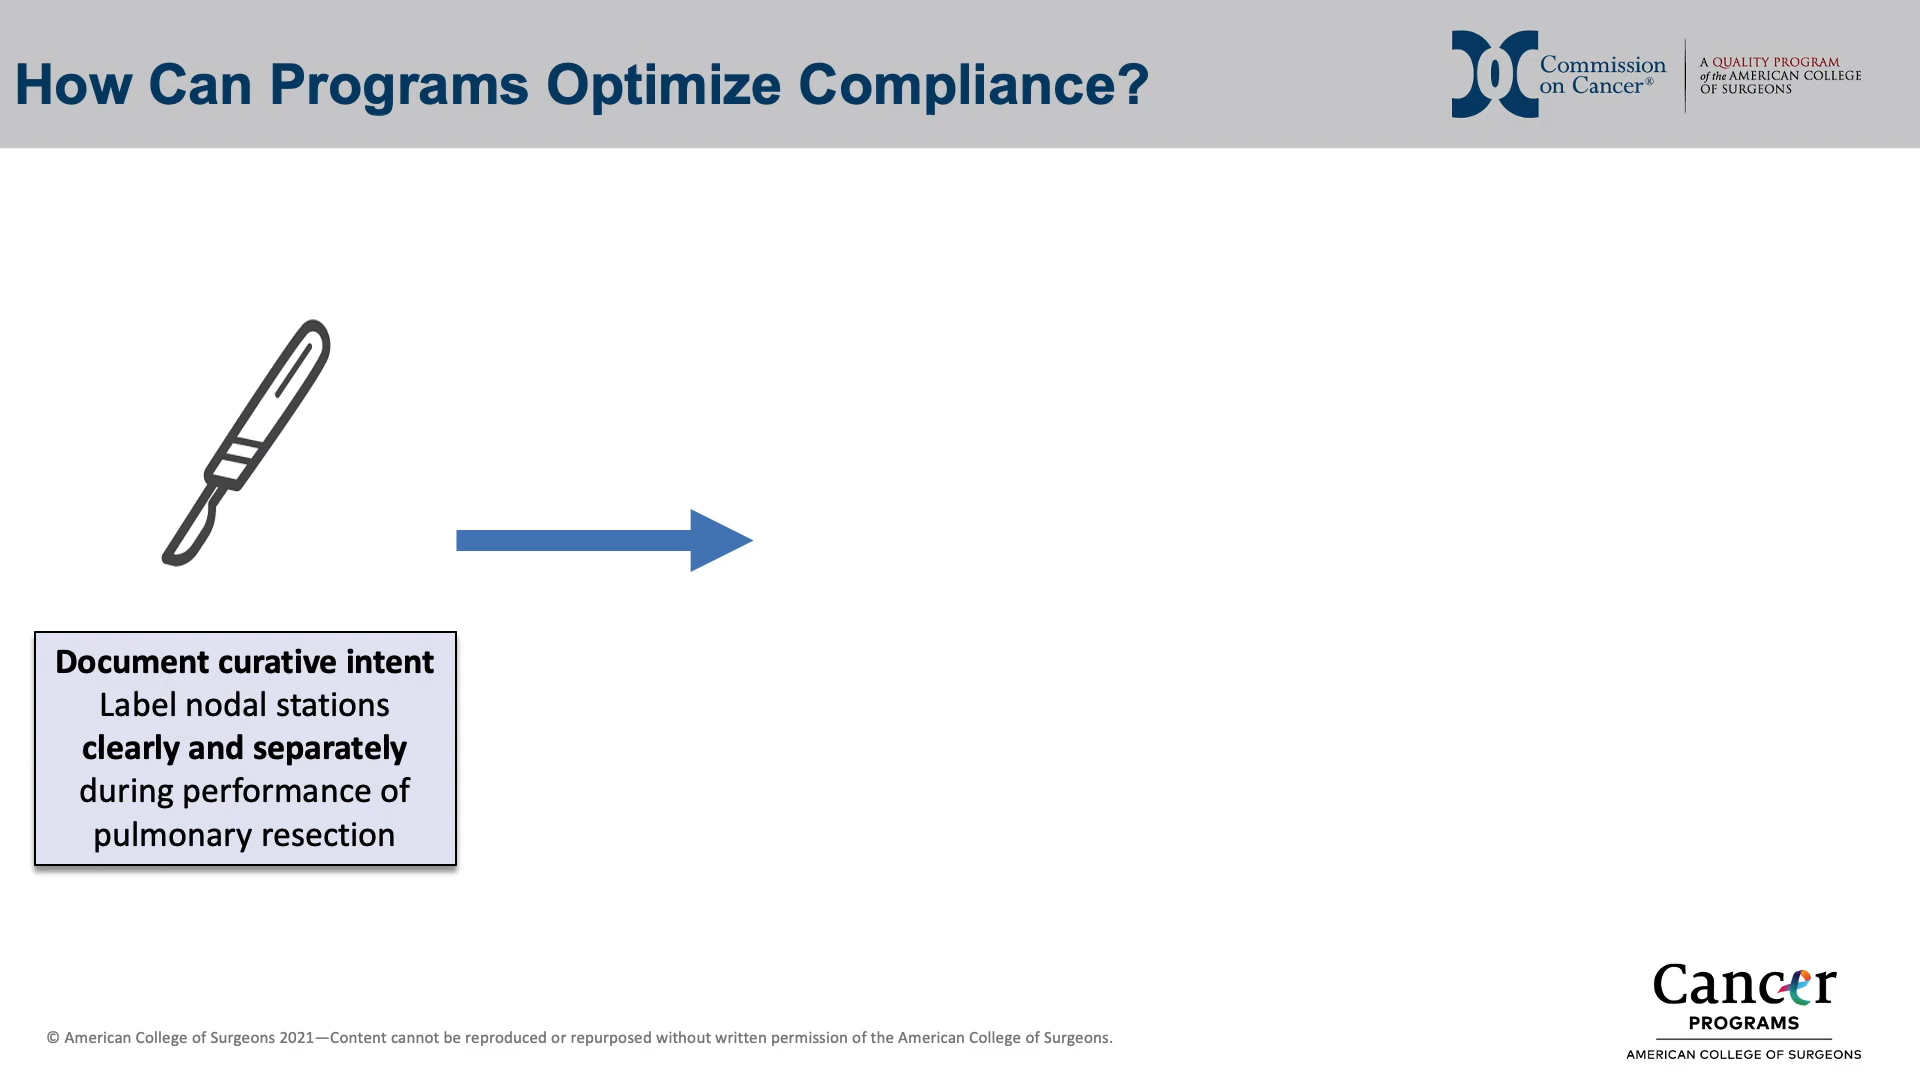 How Can Programs Optimize Compliance?
Commission
on Cancer®
A QUALITY PROGRAM
of the AMERICAN COLLEGE
OF SURGEONS
Document curative intent
Label nodal stations
clearly and separately
during performance of
pulmonary resection
© American College of Surgeons 2021—Content cannot be reproduced or repurposed without written permission of the American College of Surgeons.
Cancer
PROGRAMS
AMERICAN COLLEGE OF SURGEONS